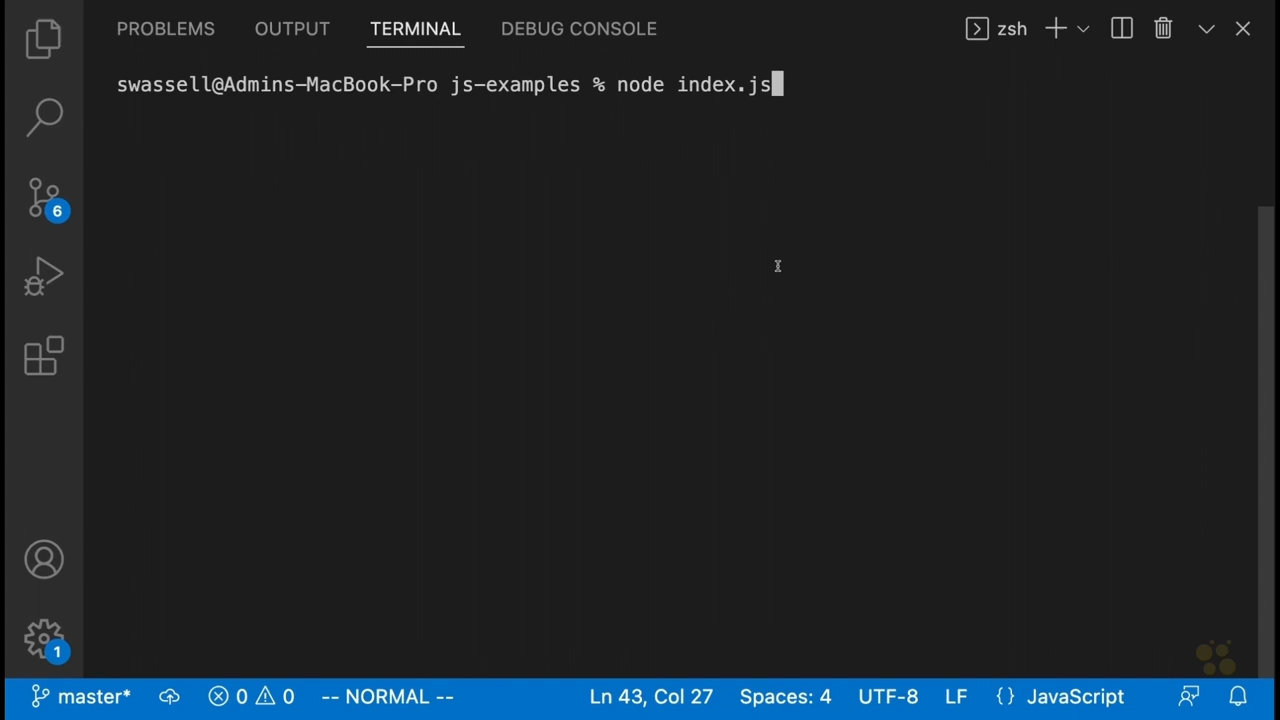 PROBLEMS OUTPUT TERMINAL DEBUG CONSOLE zsh
swassell@Admins-MacBook-Pro js-examples % node index.js
6
1
master* 0 0 -- NORMAL -- Ln 43, Col 27 Spaces: 4 UTF-8 LF {} JavaScript